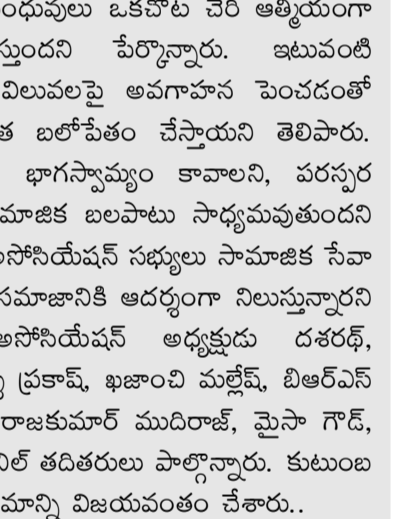 ంధువులు ఒకచోట చేరి ఆత్మీయంగా
స్తుందని పేర్కొన్నారు. ఇటువంటి
విలువలపై అవగాహన పెంచడంతో
త బలోపేతం చేస్తాయని తెలిపారు.
భాగస్వామ్యం కావాలని, పరస్పర
మాజిక బలపాటు సాధ్యమవుతుందని
సోసియేషన్ సభ్యులు సామాజిక సేవా
సమాజానికి ఆదర్శంగా నిలుస్తున్నారని
అసోసియేషన్ అధ్యక్షుడు దశరథ్,
ప్రకాష్, ఖజాంచి మల్లేష్, బిఆర్ఎస్
రాజకుమార్ ముదిరాజ్, మైసా గౌడ్,
నిల్ తదితరులు పాల్గొన్నారు. కుటుంబ
మాన్ని విజయవంతం చేశారు..